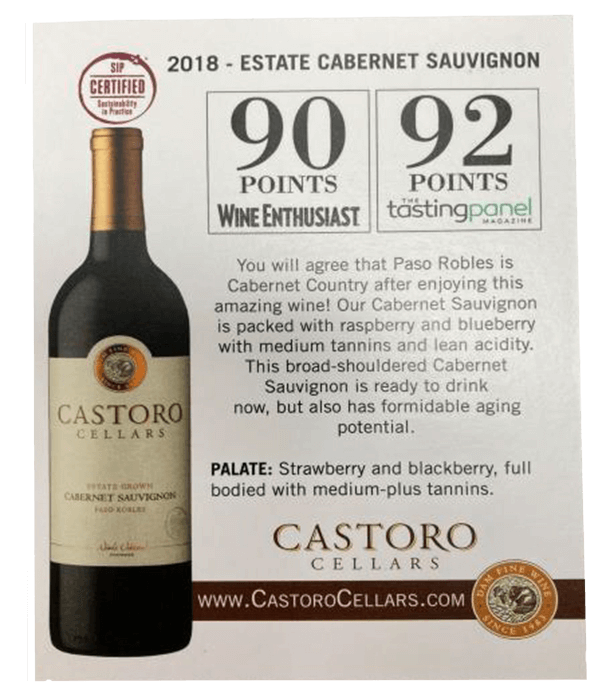 SIP
CERTIFIED
Sustainability
in Practice
2018 - ESTATE CABERNET SAUVIGNON
90
POINTS
WINE ENTHUSIAST
92
POINTS
THE
tastingpanel
MAGAZINE
You will agree that Paso Robles is
Cabernet Country after enjoying this
amazing wine! Our Cabernet Sauvignon
is packed with raspberry and blueberry
with medium tannins and lean acidity.
This broad-shouldered Cabernet
Sauvignon is ready to drink
now, but also has formidable aging
potential.
PALATE: Strawberry and blackberry, full
bodied with medium-plus tannins.
CASTORO
CELLARS
WWW.CASTOROCELLARS.COM
DAM FINE WINE
SINCE 1983
CASTORO
CELLARS
ESTATE GROWN
CABERNET SAUVIGNON
PASO ROBLES